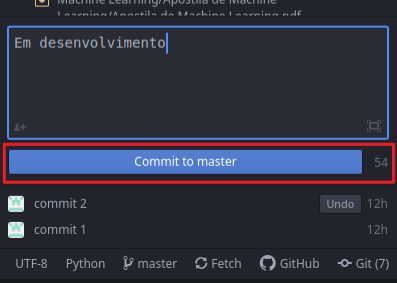 Machine Learning/Apostila de Machine
Learning/Apostila de Machine Learning.pdf
Em desenvolvimento
Commit to master 54
commit 2 Undo 12h
commit 1 12h
UTF-8 Python master Fetch GitHub Git (7)